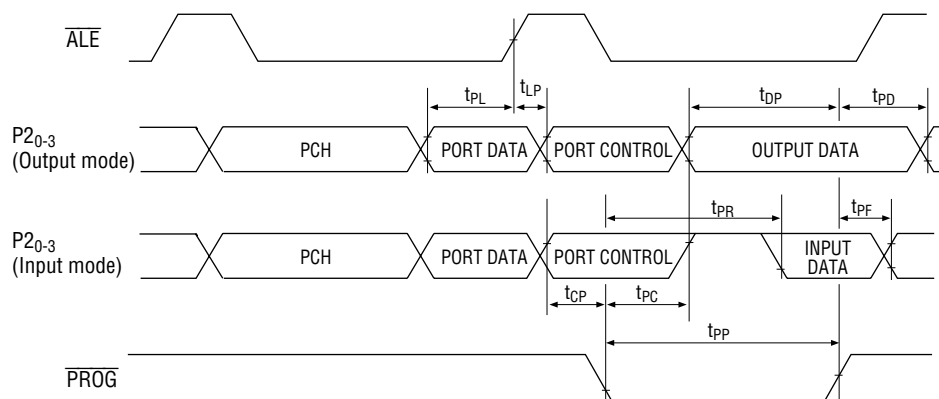 ALE
tPL
tLP
tDP
tPD
P20-3
(Output mode)
PCH
PORT DATA
PORT CONTROL
OUTPUT DATA
tPR
tPF
P20-3
(Input mode)
PCH
PORT DATA
PORT CONTROL
INPUT
DATA
tCP
tPC
tPP
PROG